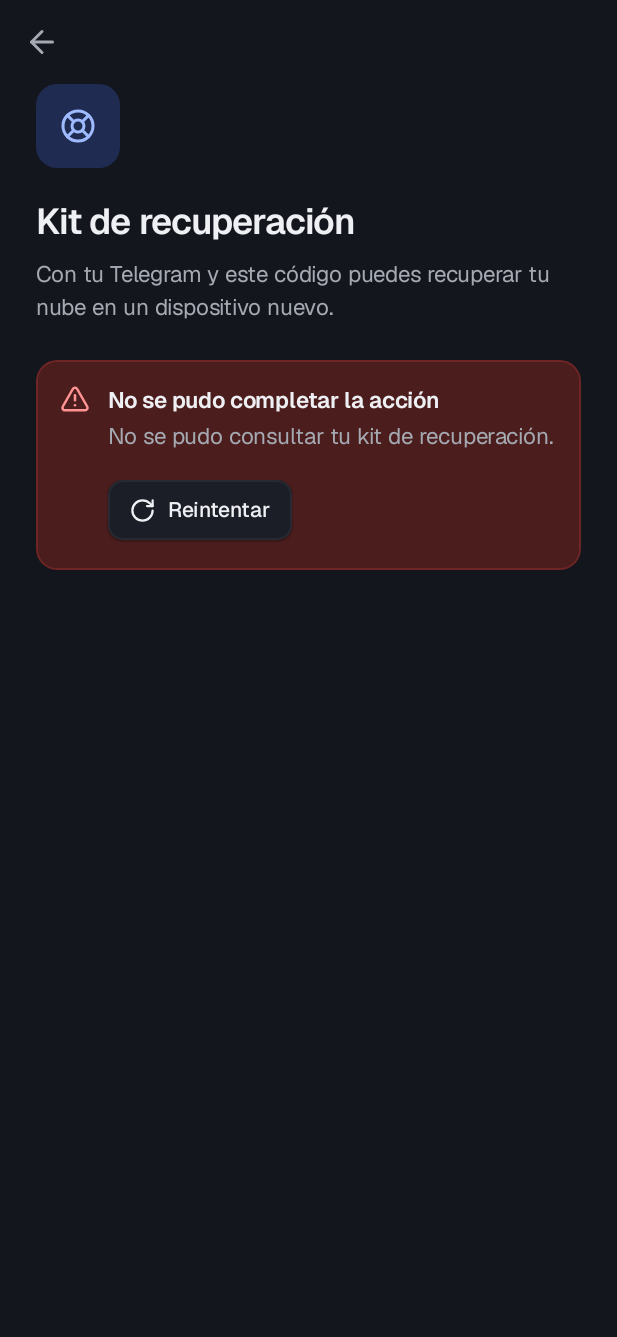 Kit de recuperación
Con tu Telegram y este código puedes recuperar tu
nube en un dispositivo nuevo.
No se pudo completar la acción
No se pudo consultar tu kit de recuperación.
Reintentar